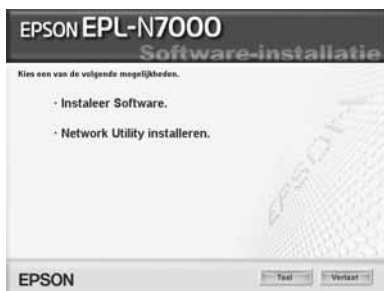 EPSON EPL-N7000
Software-installatie
Kies een van de volgende mogelijkheden.
· Instaleer Software.
· Network Utility installeren.
EPSON
EPSON
Taal
Verlaat